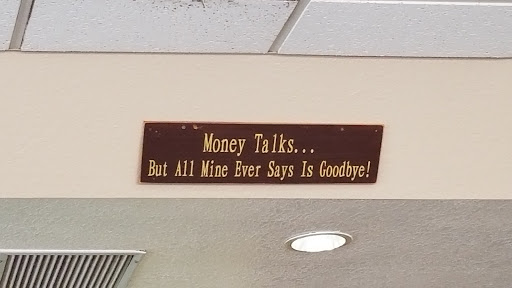 Money Talks...
But All Mine Ever Says Is Goodbye!